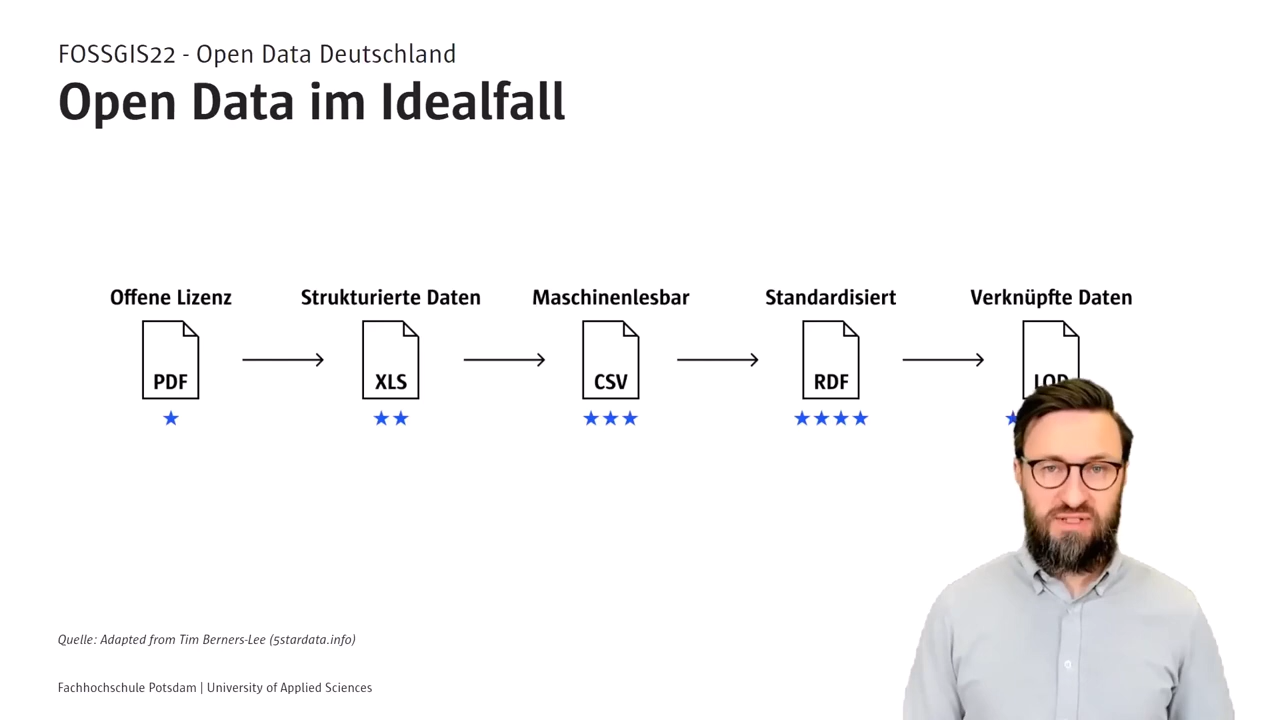 FOSSGIS22 - Open Data Deutschland
Open Data im Idealfall
Offene Lizenz
Strukturierte Daten
Maschinenlesbar
Standardisiert
Verknüpfte Daten
PDF
XLS
CSV
RDF
LOD
★
★★
★★★
★★★★
Quelle: Adapted from Tim Berners-Lee (5stardata.info)
Fachhochschule Potsdam | University of Applied Sciences